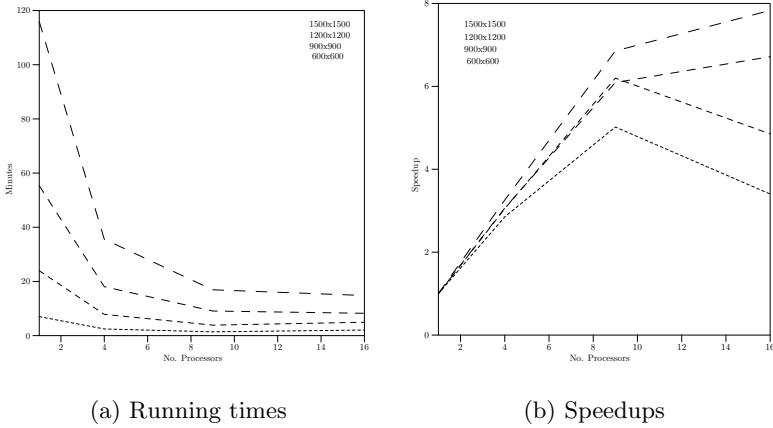 120
100
80
60
40
20
0
Minutes
2 4 6 8 10 12 14 16
No. Processors
1500x1500
1200x1200
900x900
600x600
(a) Running times
8
6
4
2
0
Speedup
2 4 6 8 10 12 14 16
No. Processors
1500x1500
1200x1200
900x900
600x600
(b) Speedups